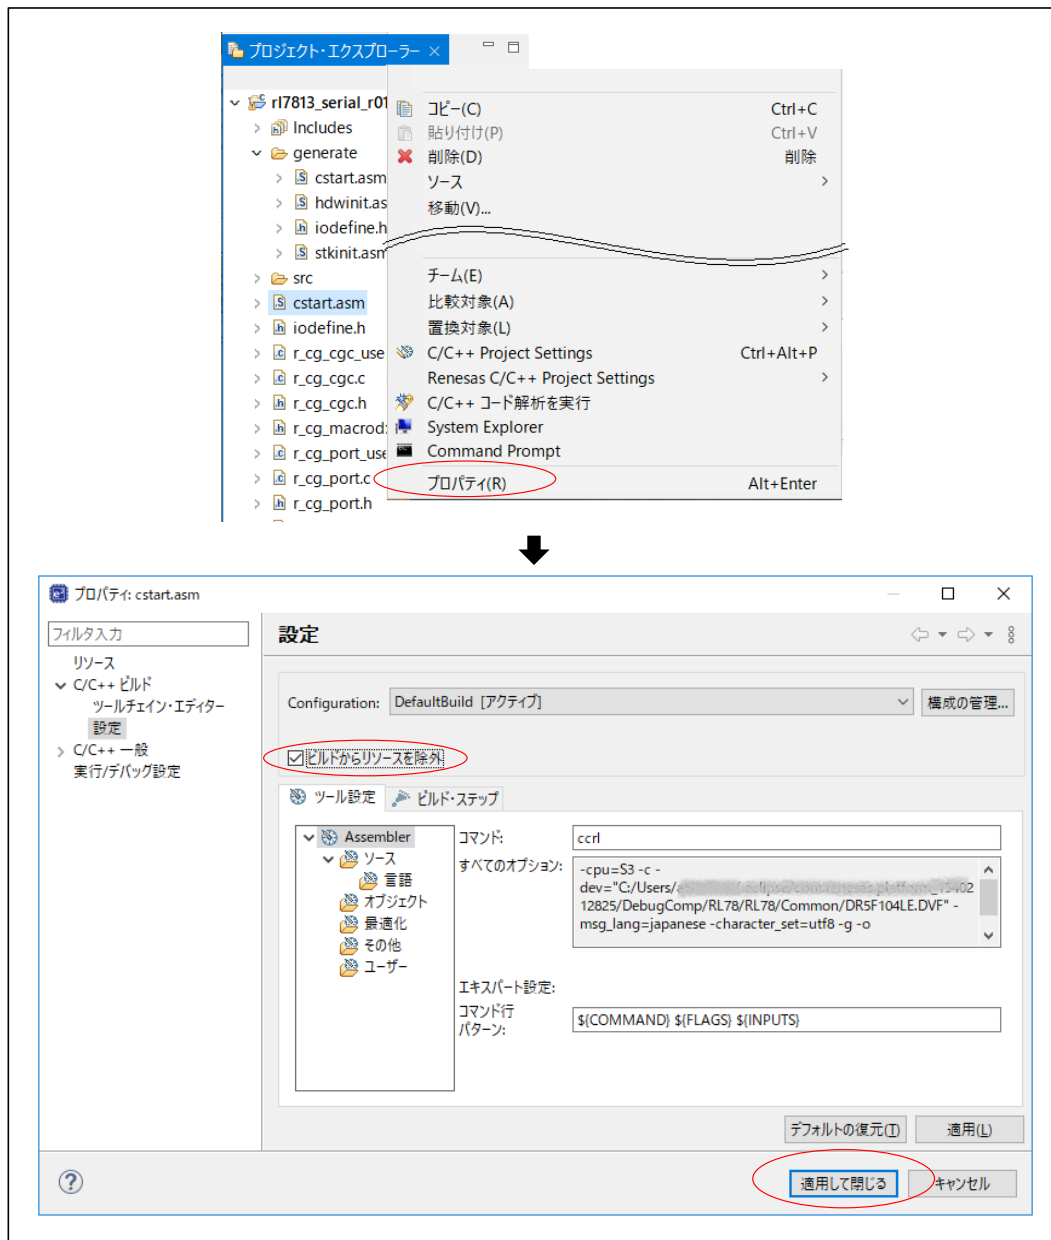 プロジェクト・エクスプローラー
rl7813_serial_r01
Includes
generate
cstart.asm
hdwinit.as
iodefine.h
stkinit.asm
src
cstart.asm
iodefine.h
r_cg_cgc_use
r_cg_cgc.c
r_cg_cgc.h
r_cg_macrod
r_cg_port_use
r_cg_port.c
r_cg_port.h
コピー(C) Ctrl+C
貼り付け(P) Ctrl+V
削除(D) 削除
ソース
移動(V)...
チーム(E)
比較対象(A)
置換対象(L)
C/C++ Project Settings Ctrl+Alt+P
Renesas C/C++ Project Settings
C/C++ コード解析を実行
System Explorer
Command Prompt
プロパティ(R) Alt+Enter
プロパティ: cstart.asm
フィルタ入力
リソース
C/C++ ビルド
ツールチェイン・エディター
設定
C/C++ 一般
実行/デバッグ設定
設定
Configuration: DefaultBuild [アクティブ] 構成の管理...
ビルドからリソースを除外
ツール設定 ビルド・ステップ
Assembler
ソース
言語
オブジェクト
最適化
その他
ユーザー
コマンド: ccrl
すべてのオプション: -cpu=S3 -c -
dev="C:/Users/
12825/DebugComp/RL78/RL78/Common/DR5F104LE.DVF" -
msg_lang=japanese -character_set=utf8 -g -o
エキスパート設定:
コマンド行
パターン: ${COMMAND} ${FLAGS} ${INPUTS}
デフォルトの復元(T) 適用(L)
適用して閉じる キャンセル